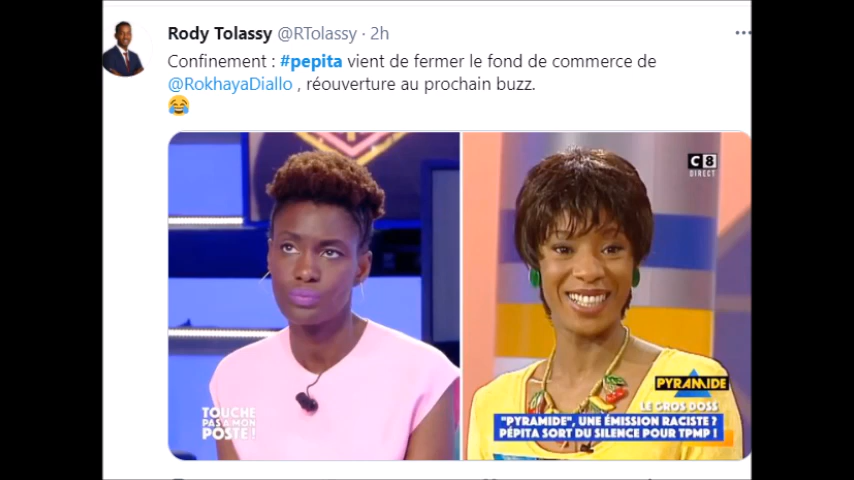 Rody Tolassy @RTolassy · 2h
Confinement : #pepita vient de fermer le fond de commerce de
@RokhayaDiallo , réouverture au prochain buzz.
TOUCHE
PAS A MON
POSTE !
C8
DIRECT
PYRAMIDE
LE GROS DOSS
"PYRAMIDE", UNE ÉMISSION RACISTE ?
PÉPITA SORT DU SILENCE POUR TPMP !